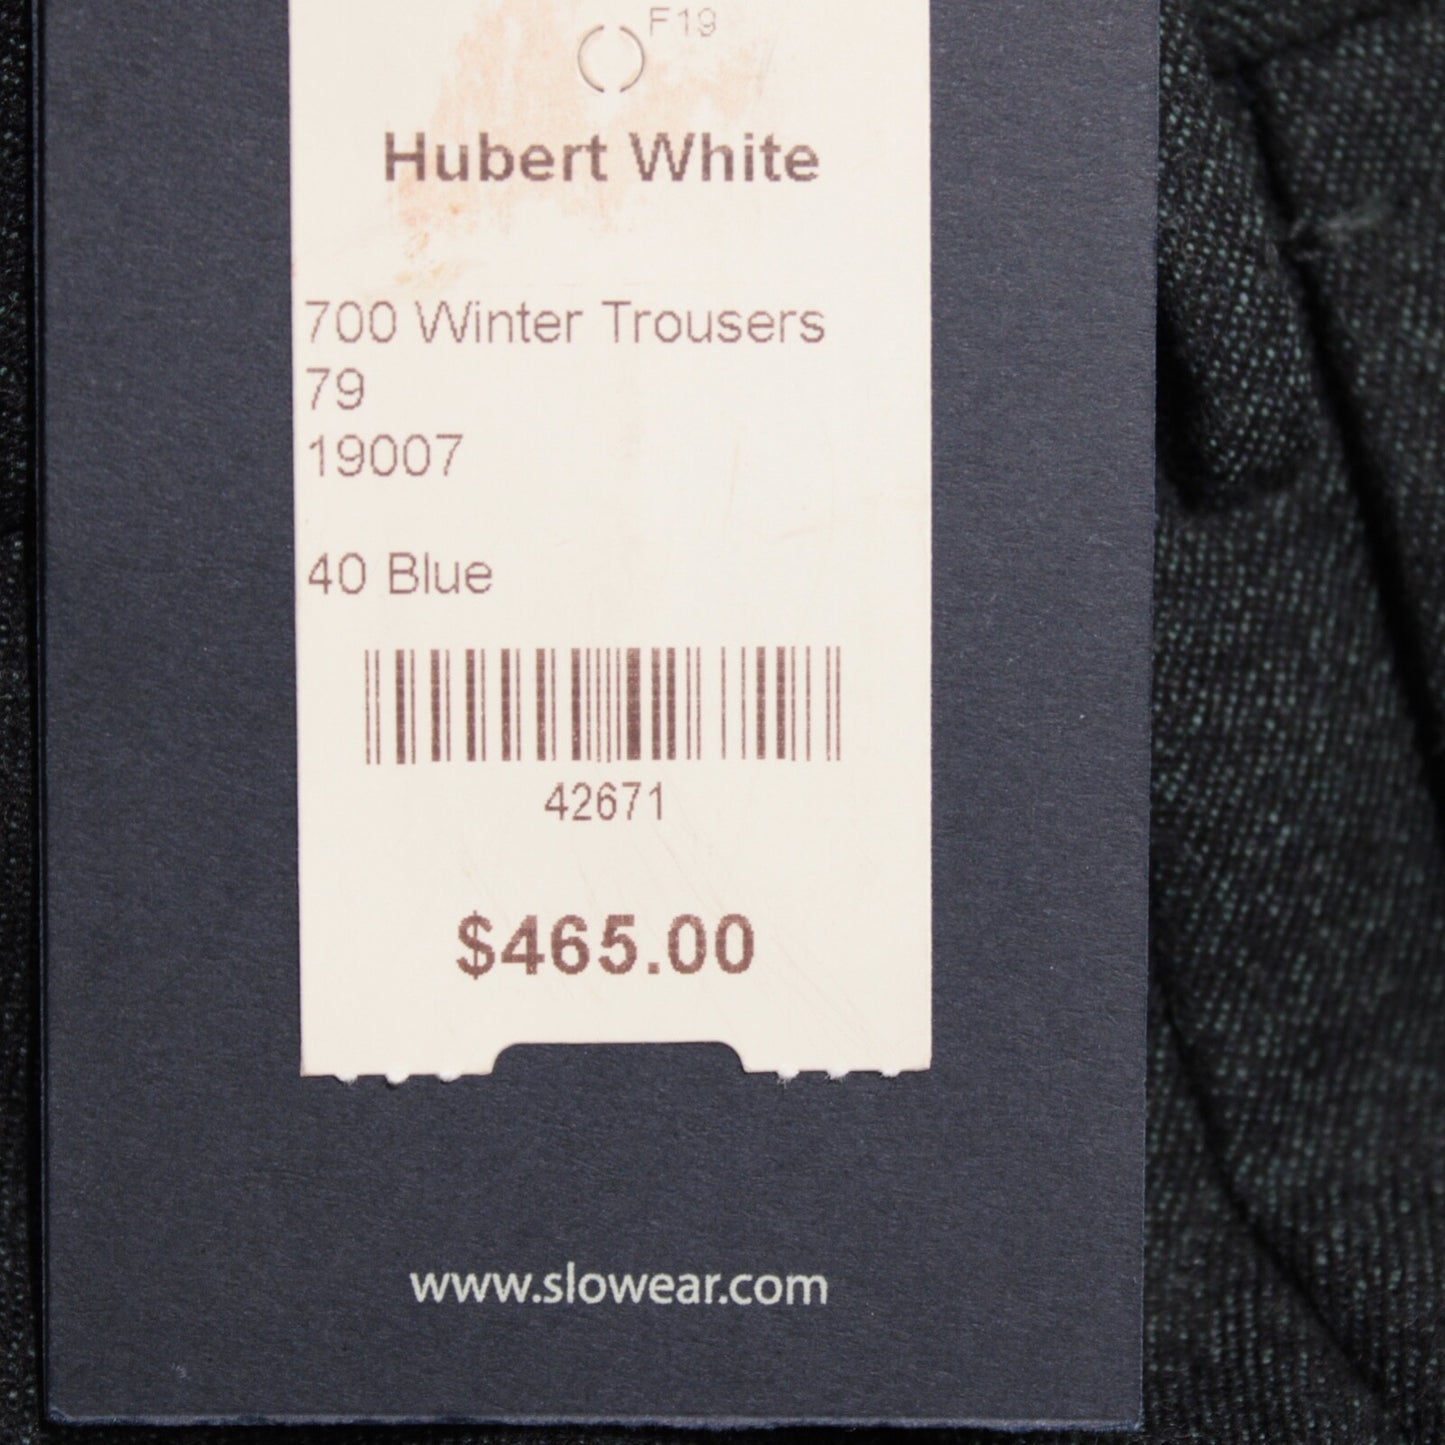 F19
Hubert White
700 Winter Trousers
79
19007
40 Blue
42671
$465.00
www.slowear.com